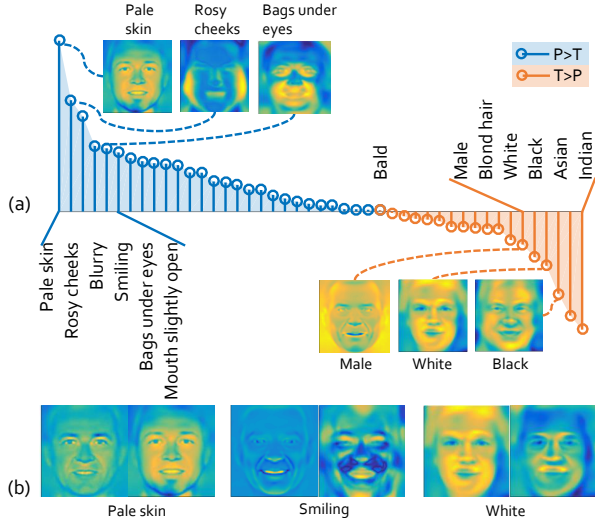 Pale
skin
Rosy
cheeks
Bags under
eyes
P>T
T>P
(a)
Bald
Male
Blond hair
White
Black
Asian
Indian
Pale skin
Rosy cheeks
Blurry
Smiling
Bags under eyes
Mouth slightly open
Male
White
Black
(b)
Pale skin
Smiling
White